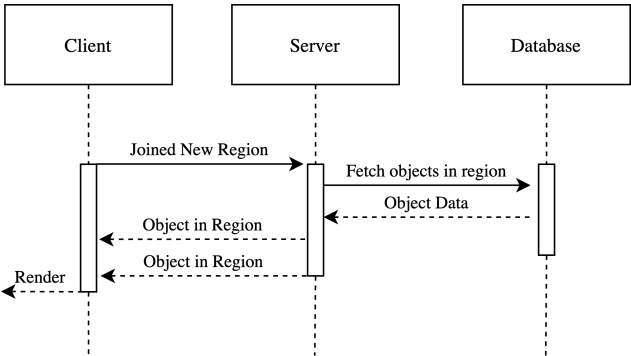 Client
Server
Database
Joined New Region
Fetch objects in region
Object Data
Object in Region
Object in Region
Render